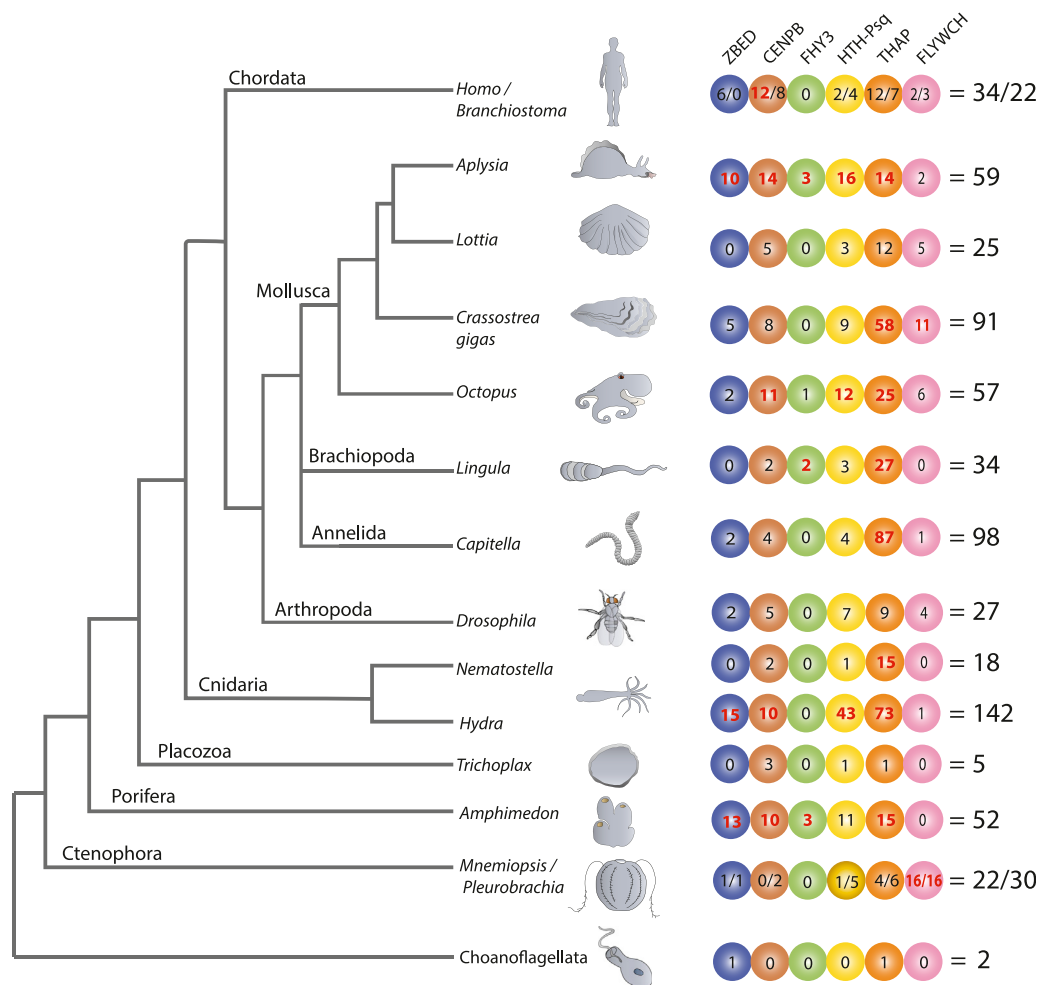 ZBED CENPB FHY3 HTH-Psq THAP FLYWCH
Chordata
Homo /
Branchiostoma
6/0 12/8 0 2/4 12/7 2/3 = 34/22
Aplysia
10 14 3 16 14 2 = 59
Lottia
0 5 0 3 12 5 = 25
Mollusca
Crassostrea
gigas
5 8 0 9 58 11 = 91
Octopus
2 11 1 12 25 6 = 57
Brachiopoda
Lingula
0 2 2 3 27 0 = 34
Annelida
Capitella
2 4 0 4 87 1 = 98
Arthropoda
Drosophila
2 5 0 7 9 4 = 27
Nematostella
0 2 0 1 15 0 = 18
Cnidaria
Hydra
15 10 0 43 73 1 = 142
Placozoa
Trichoplax
0 3 0 1 1 0 = 5
Porifera
Amphimedon
13 10 3 11 15 0 = 52
Ctenophora
Mnemiopsis /
Pleurobrachia
1/1 0/2 0 1/5 4/6 16/16 = 22/30
Choanoflagellata
1 0 0 0 1 0 = 2